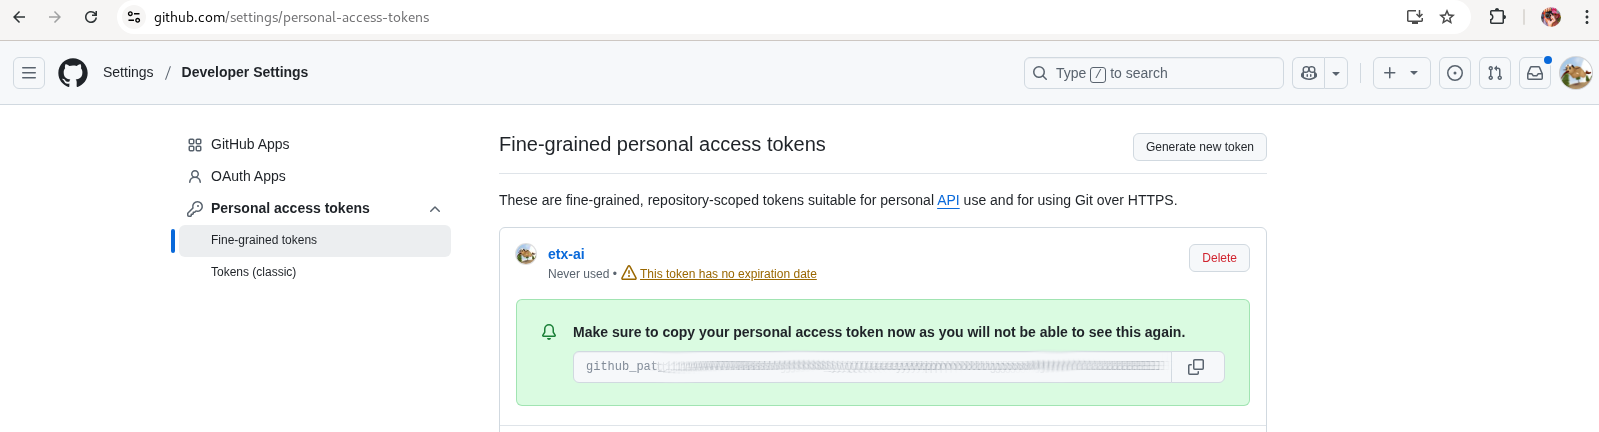 github.com/settings/personal-access-tokens
Settings / Developer Settings
Type / to search
GitHub Apps
OAuth Apps
Personal access tokens
Fine-grained tokens
Tokens (classic)
Fine-grained personal access tokens
Generate new token
These are fine-grained, repository-scoped tokens suitable for personal API use and for using Git over HTTPS.
etx-ai
Delete
Never used • This token has no expiration date
Make sure to copy your personal access token now as you will not be able to see this again.
github_pat_